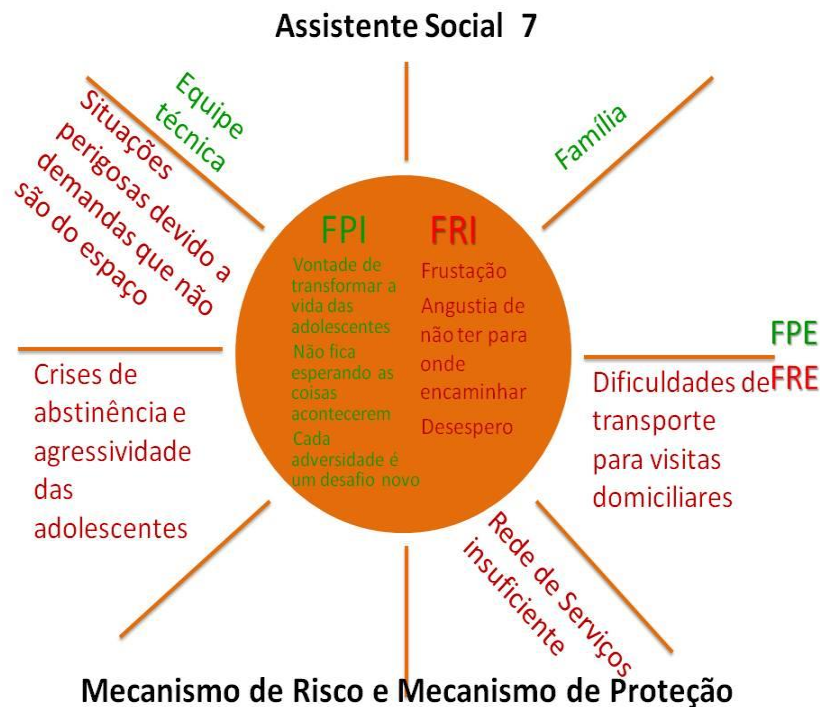 Assistente Social 7
Equipe
técnica
Situações
perigosas devido a
demandas que não
são do espaço
Família
FPI
Vontade de
transformar a
vida das
adolescentes
Não fica
esperando as
coisas
acontecerem
Cada
adversidade é
um desafio novo
FRI
Frustação
Angustia de
não ter para
onde
encaminhar
Desespero
FPE
FRE
Crises de
abstinência e
agressividade
das
adolescentes
Dificuldades de
transporte
para visitas
domiciliares
Rede de Serviços
insuficiente
Mecanismo de Risco e Mecanismo de Proteção